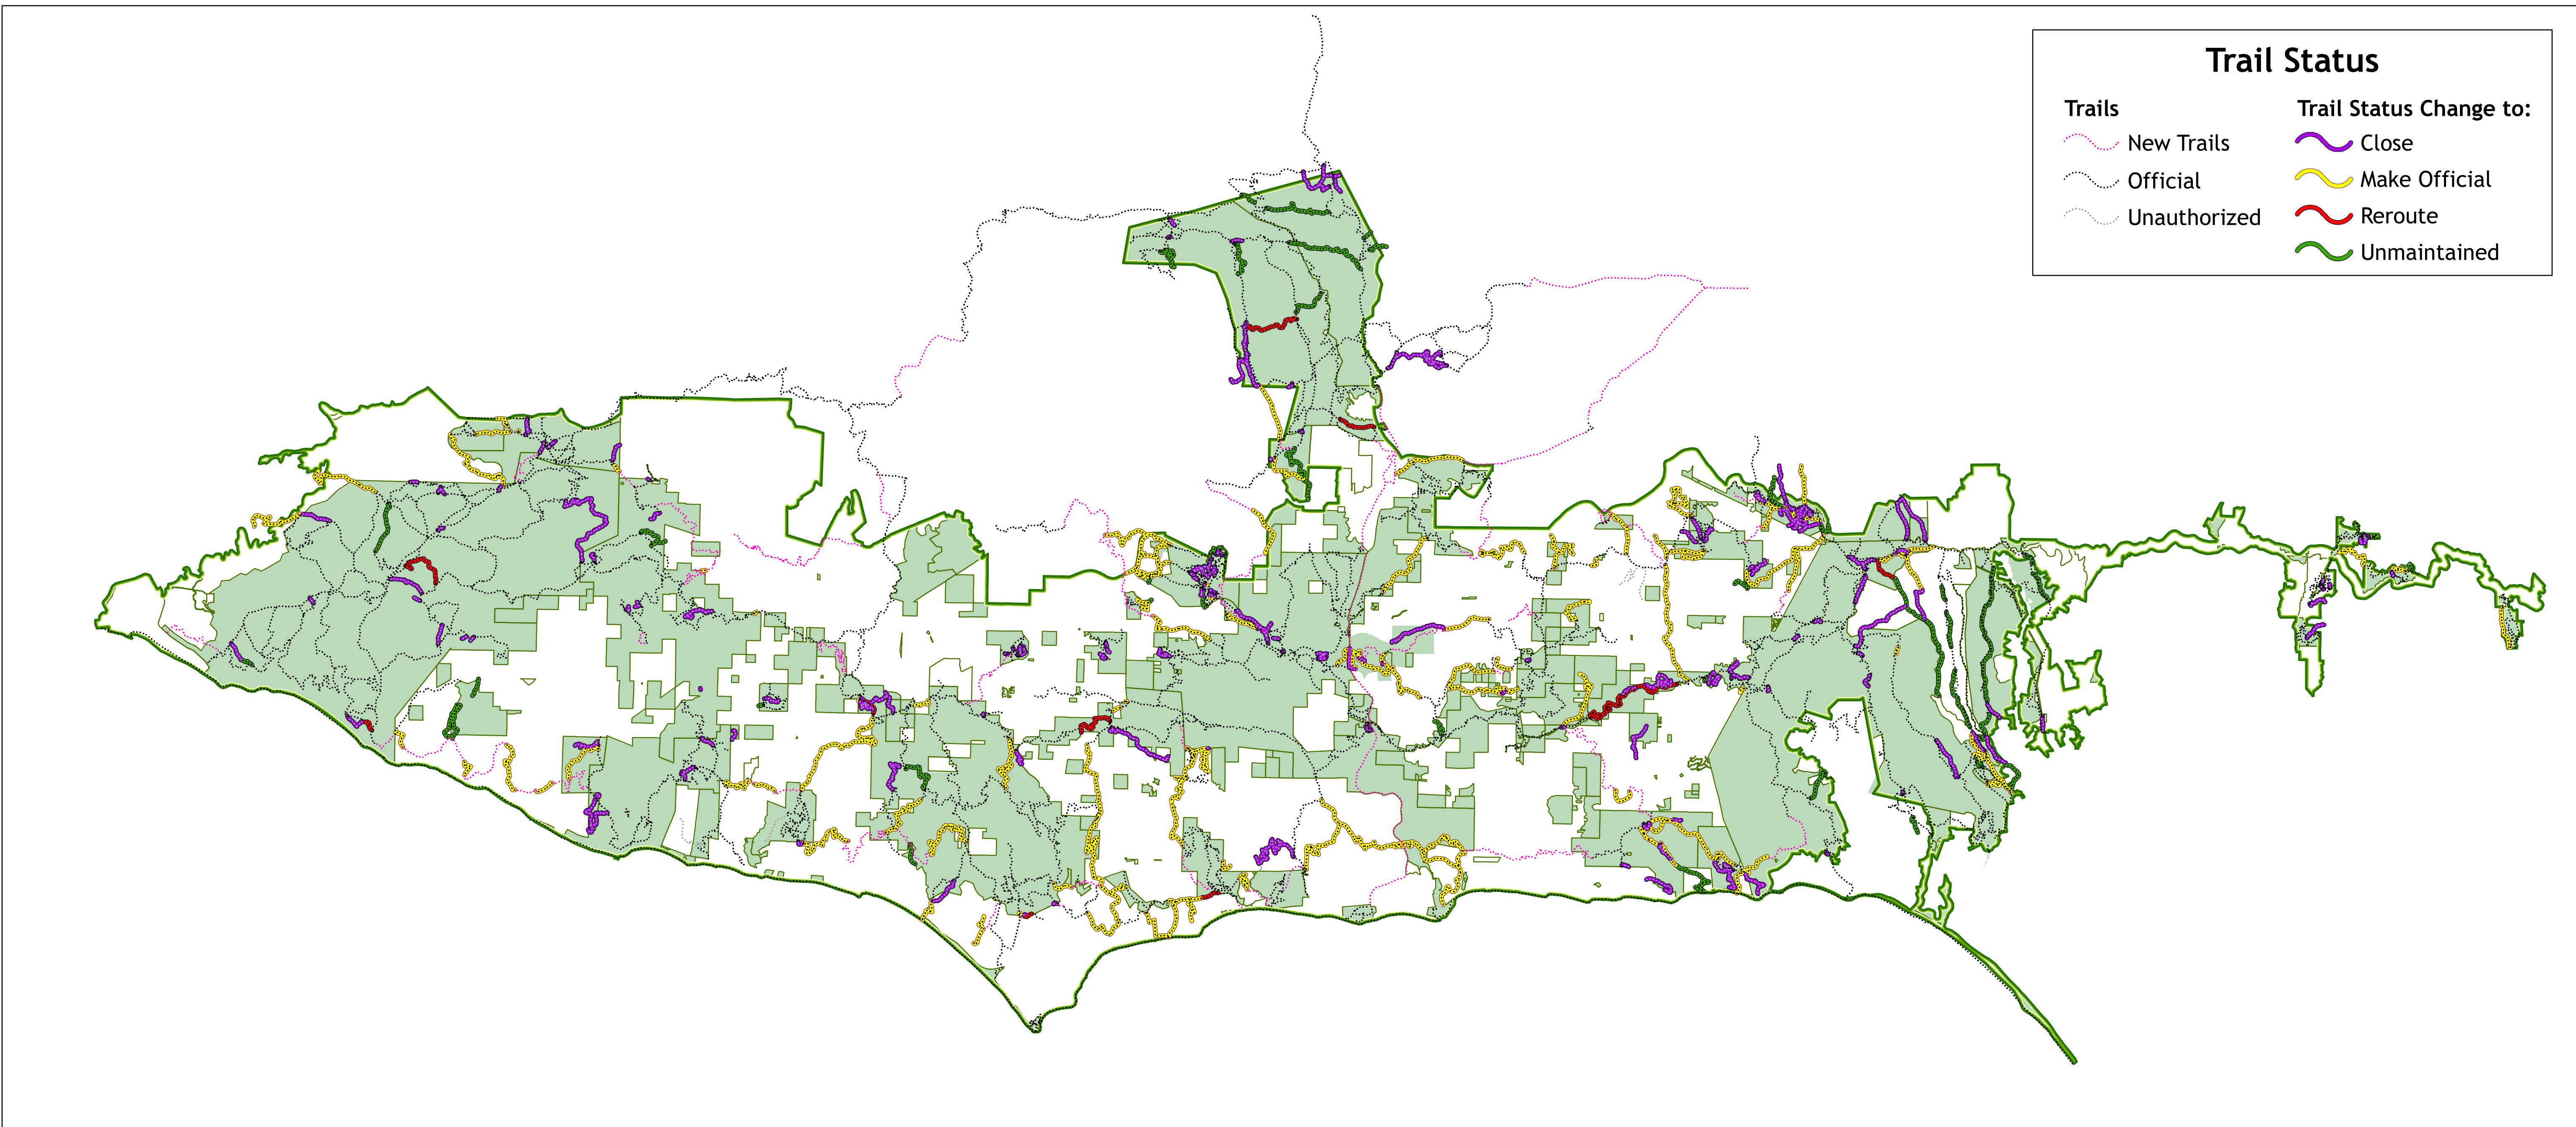 Trail Status
Trails
New Trails
Official
Unauthorized
Trail Status Change to:
Close
Make Official
Reroute
Unmaintained